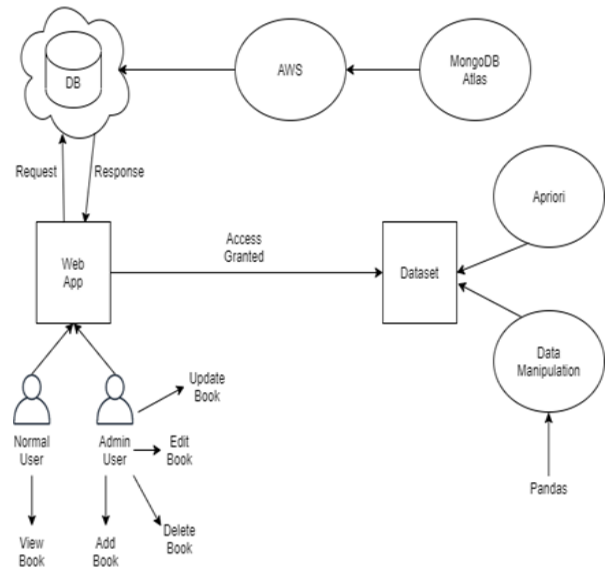 DB
AWS
MongoDB
Atlas
Request
Response
Apriori
Web
App
Access
Granted
Dataset
Data
Manipulation
Normal
User
Admin
User
Update
Book
Edit
Book
Pandas
View
Book
Add
Book
Delete
Book